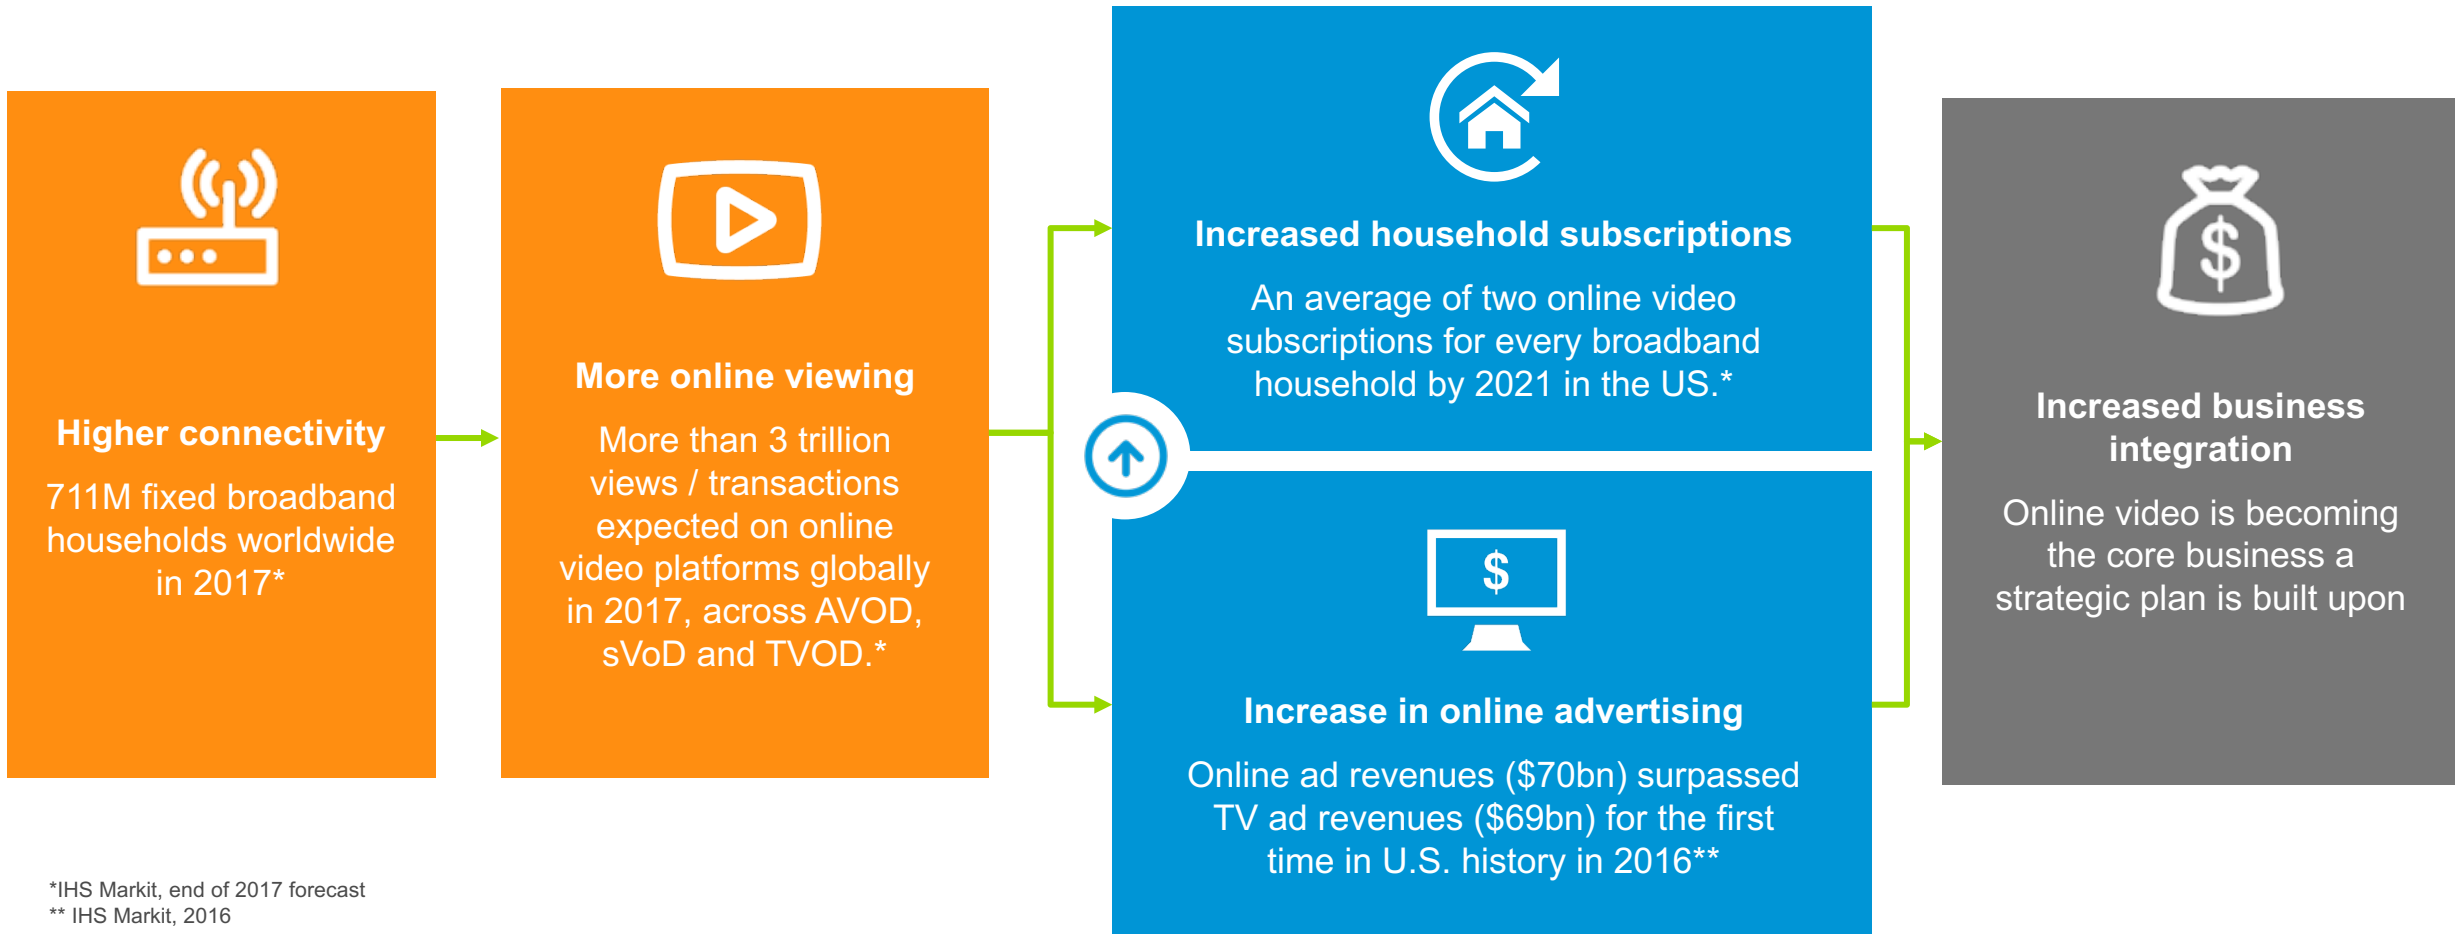 Higher connectivity
711M fixed broadband
households worldwide
in 2017*
More online viewing
More than 3 trillion
views / transactions
expected on online
video platforms globally
in 2017, across AVOD,
sVoD and TVOD.*
Increased household subscriptions
An average of two online video
subscriptions for every broadband
household by 2021 in the US.*
$
Increase in online advertising
Online ad revenues ($70bn) surpassed
TV ad revenues ($69bn) for the first
time in U.S. history in 2016**
$
Increased business
integration
Online video is becoming
the core business a
strategic plan is built upon
*IHS Markit, end of 2017 forecast
** IHS Markit, 2016